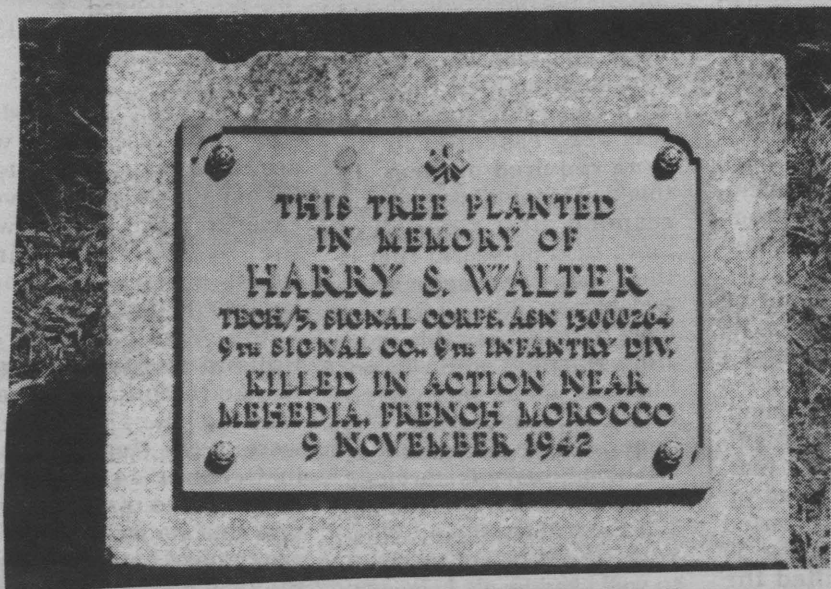 THIS TREE PLANTED
IN MEMORY OF
HARRY S. WALTER
TECH/5, SIGNAL CORPS, ASN 13000264
9TH SIGNAL CO., 9TH INFANTRY DIV.
KILLED IN ACTION NEAR
MEHEDIA, FRENCH MOROCCO
9 NOVEMBER 1942